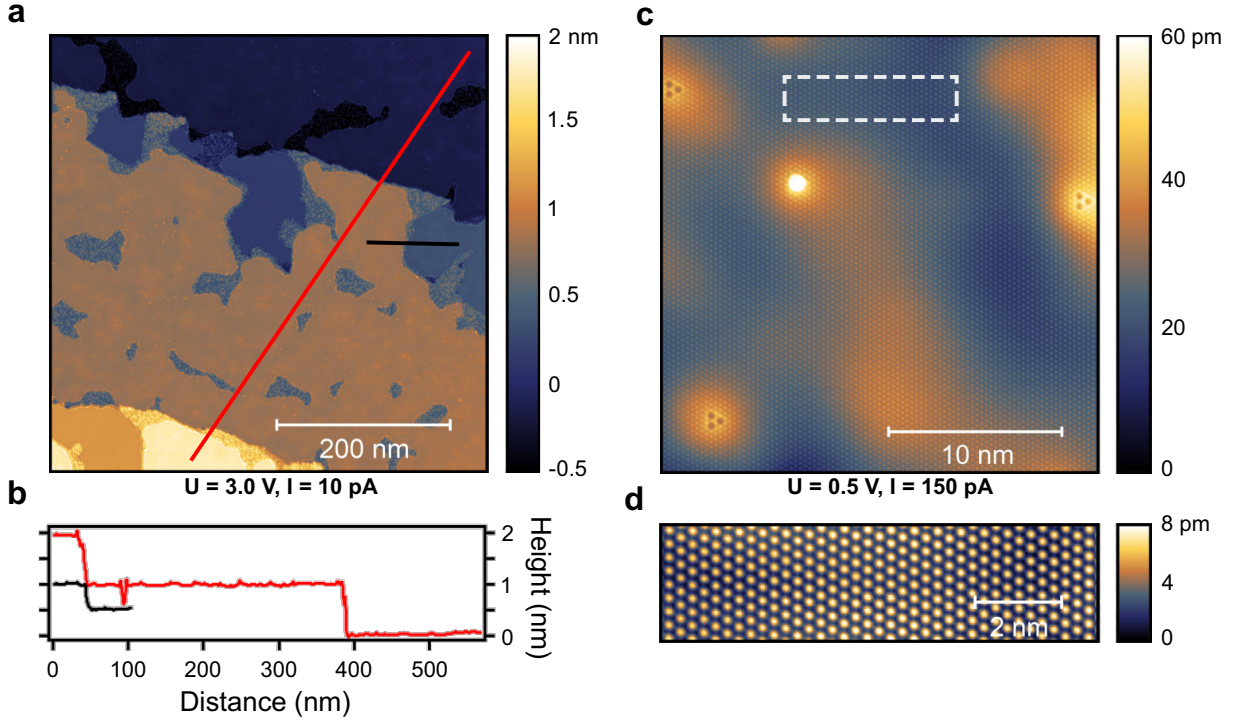 a
2 nm
1.5
1
0.5
0
-0.5
200 nm
U = 3.0 V, I = 10 pA
b
2
1
0
Height (nm)
0
100
200
300
400
500
Distance (nm)
c
60 pm
40
20
0
10 nm
U = 0.5 V, I = 150 pA
d
8 pm
4
0
2 nm